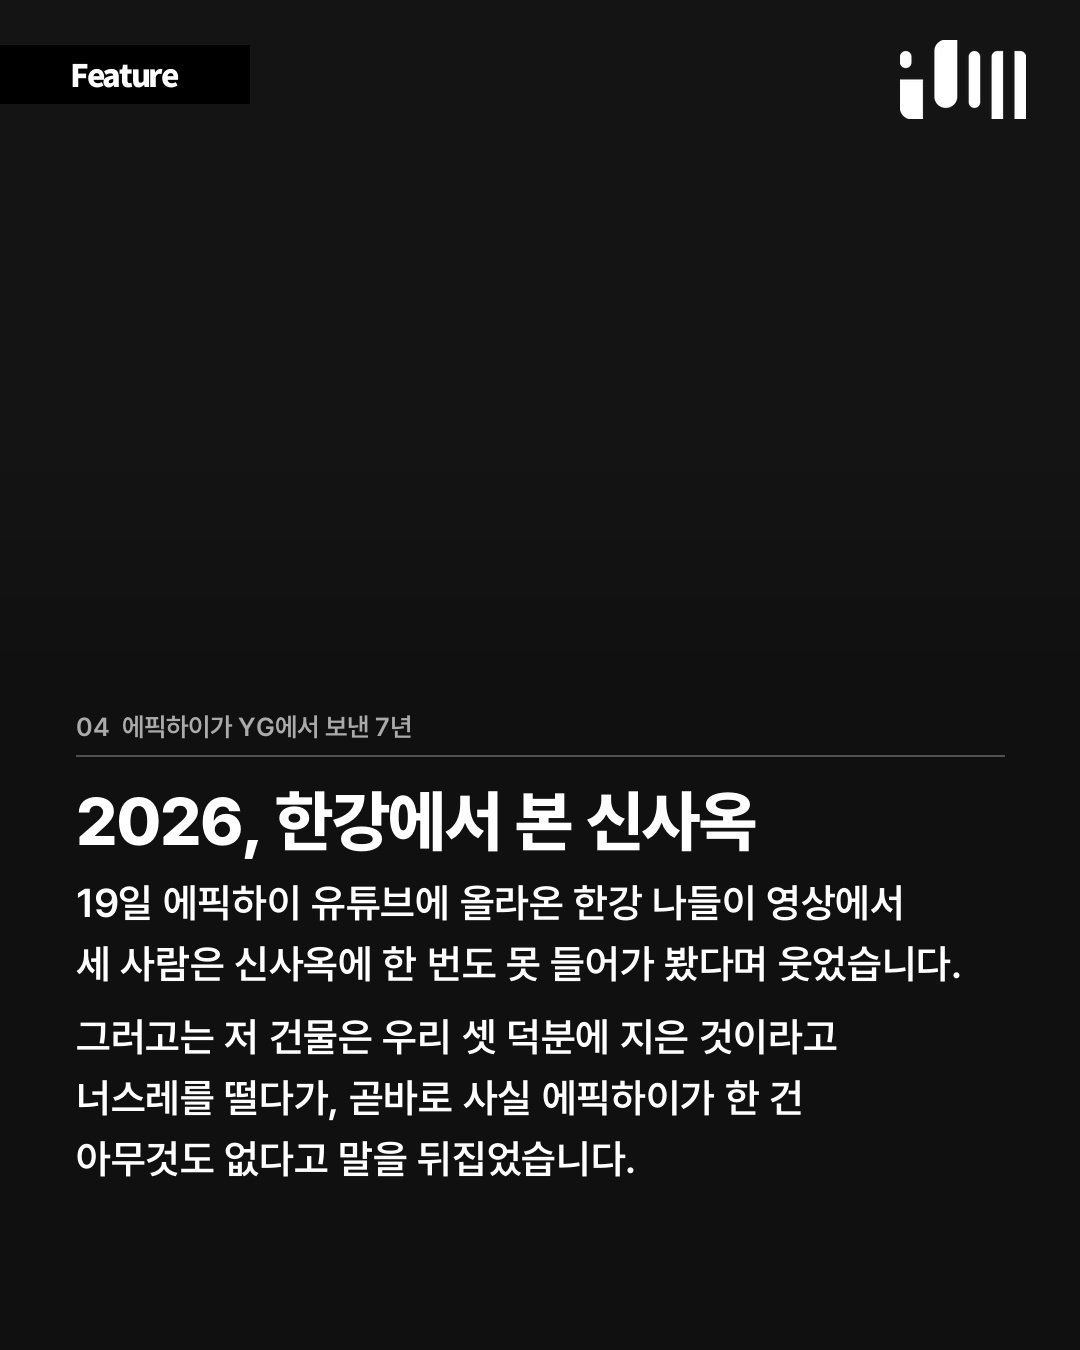 Feature
04 에픽하이가 YG에서 보낸 7년
2026, 한강에서 본 신사옥
19일 에픽하이 유튜브에 올라온 한강 나들이 영상에서
세 사람은 신사옥에 한 번도 못 들어가 봤다며 웃었습니다.
그러고는 저 건물은 우리 셋 덕분에 지은 것이라고
너스레를 떨다가, 곧바로 사실 에픽하이가 한 건
아무것도 없다고 말을 뒤집었습니다.